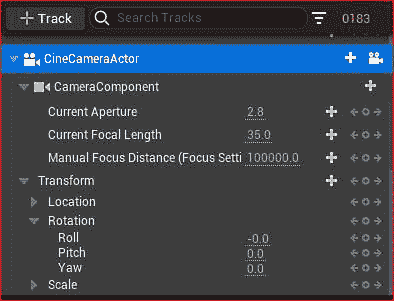 + Track Search Tracks 0183
CineCameraActor
CameraComponent
Current Aperture 2.8
Current Focal Length 35.0
Manual Focus Distance (Focus Setti 100000.0
Transform
Location
Rotation
Roll -0.0
Pitch 0.0
Yaw 0.0
Scale